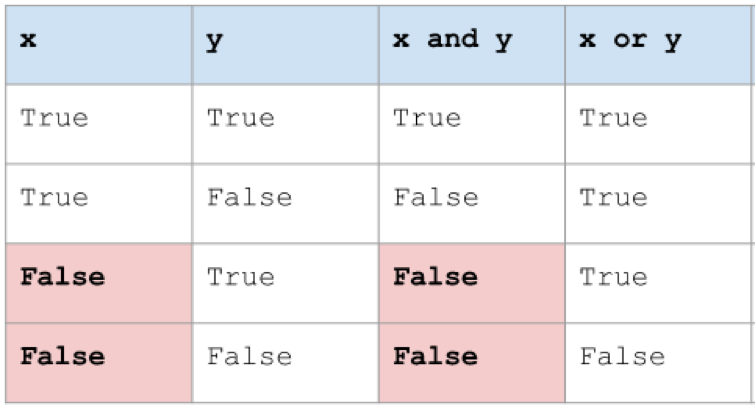 x y x and y x or y
True True True True
True False False True
False True False True
False False False False